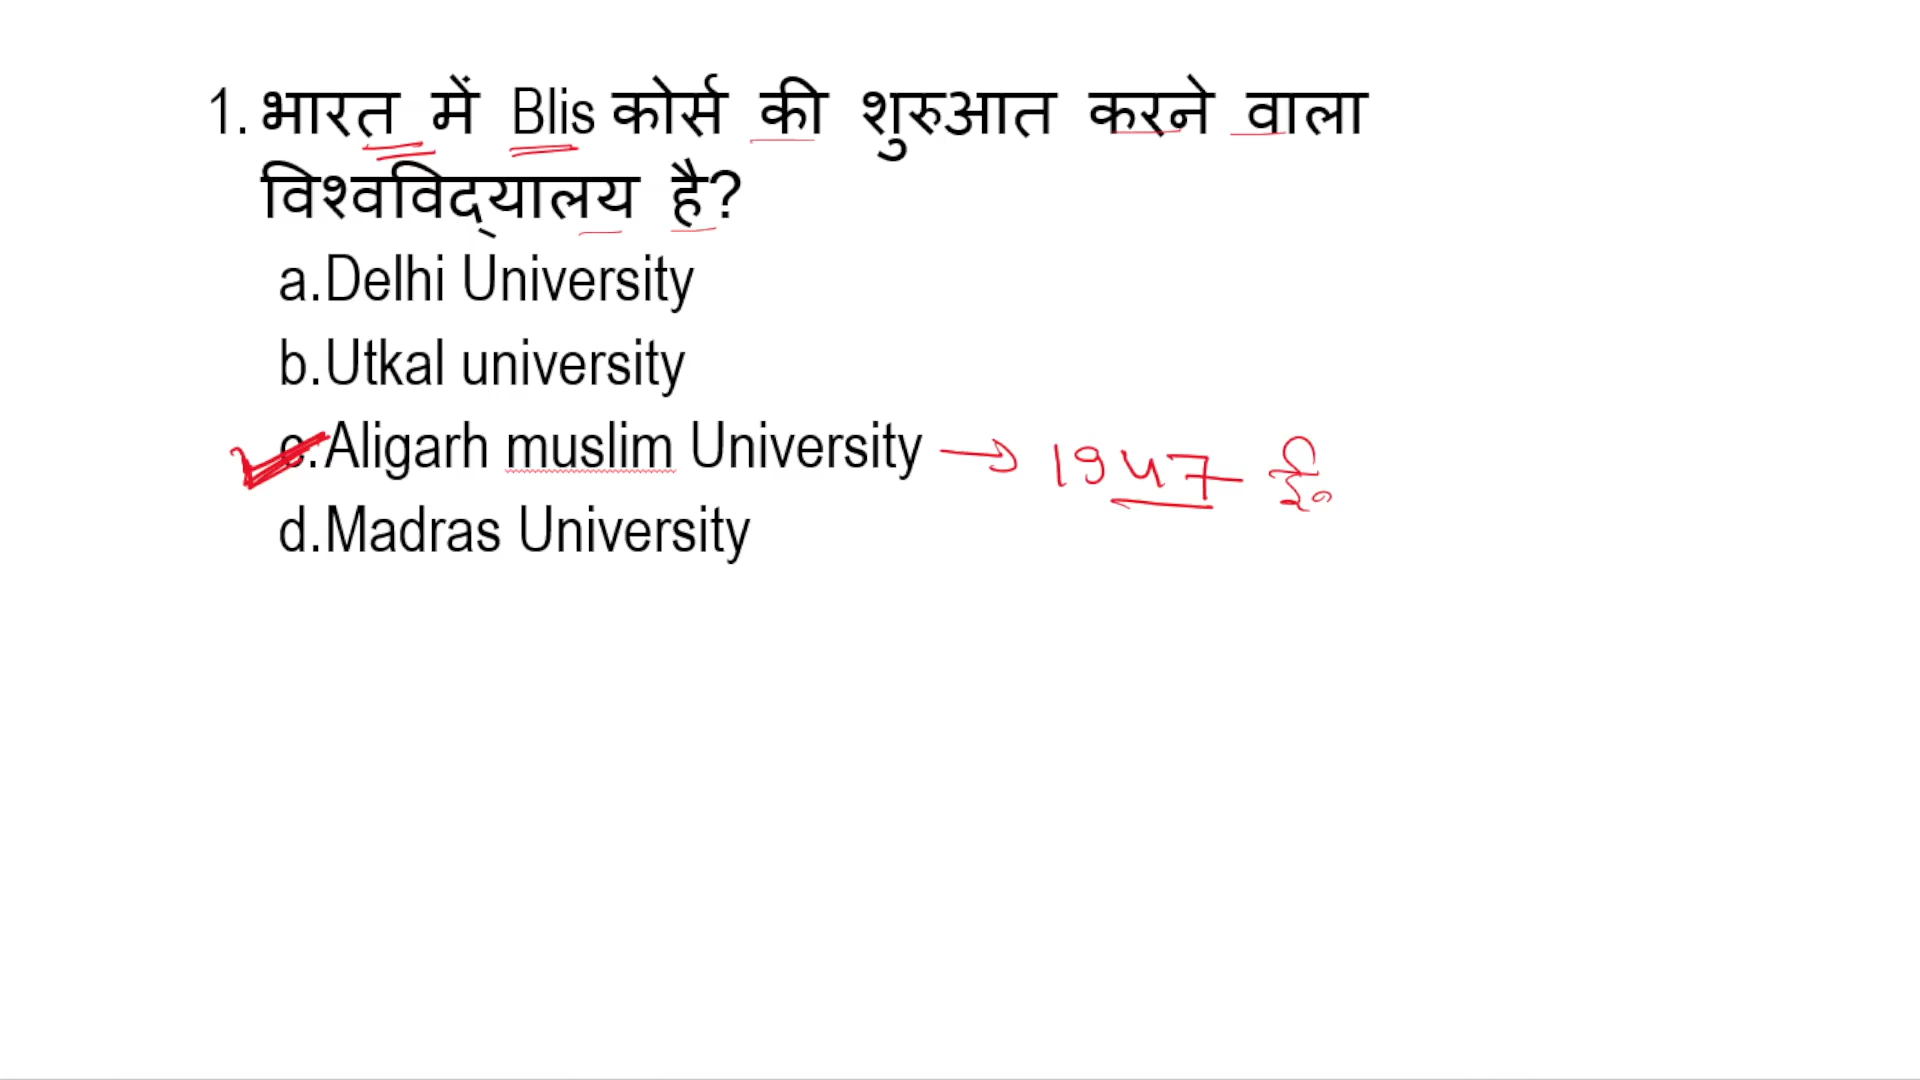 1. भारत में Blis कोर्स की शुरुआत करने वाला
विश्वविद्यालय है?
a.Delhi University
b.Utkal university
c.Aligarh muslim University → 1947 ई०
d.Madras University